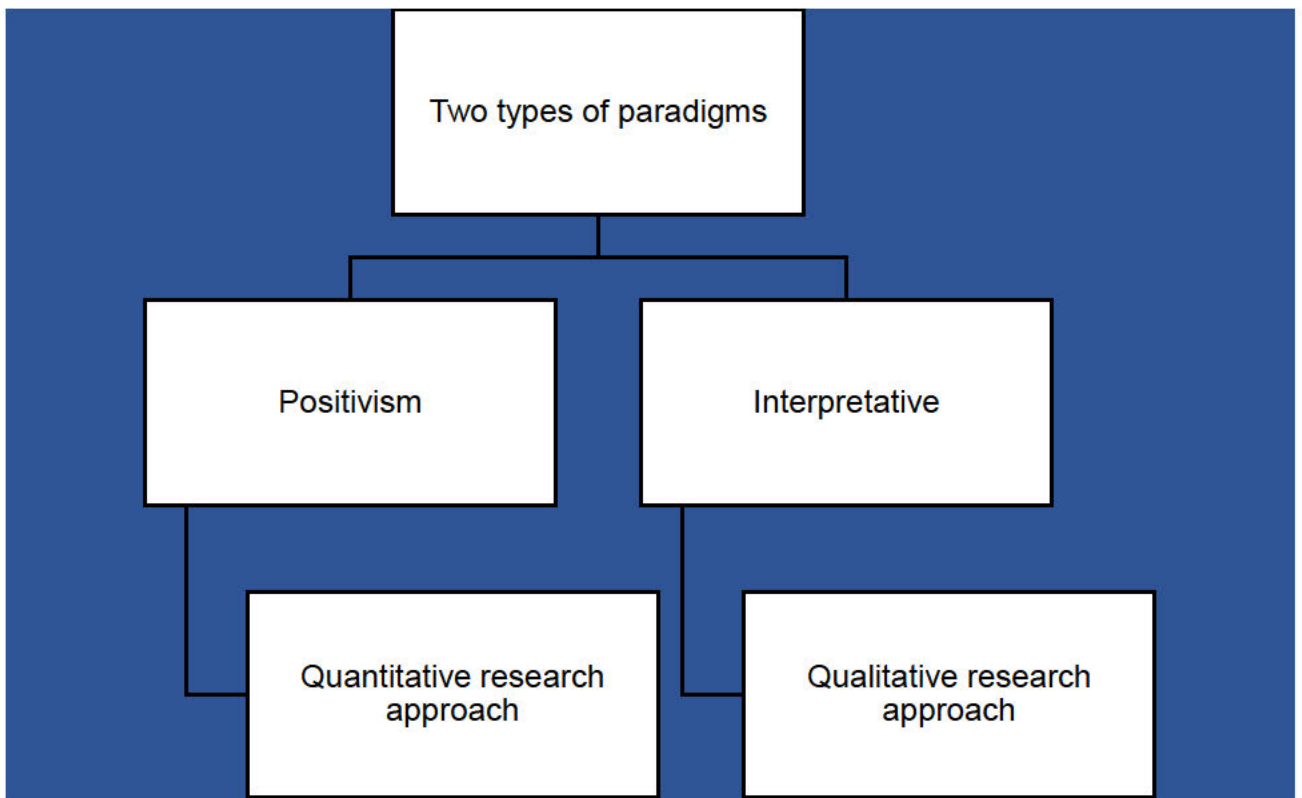 Two types of paradigms
Positivism
Interpretative
Quantitative research
approach
Qualitative research
approach